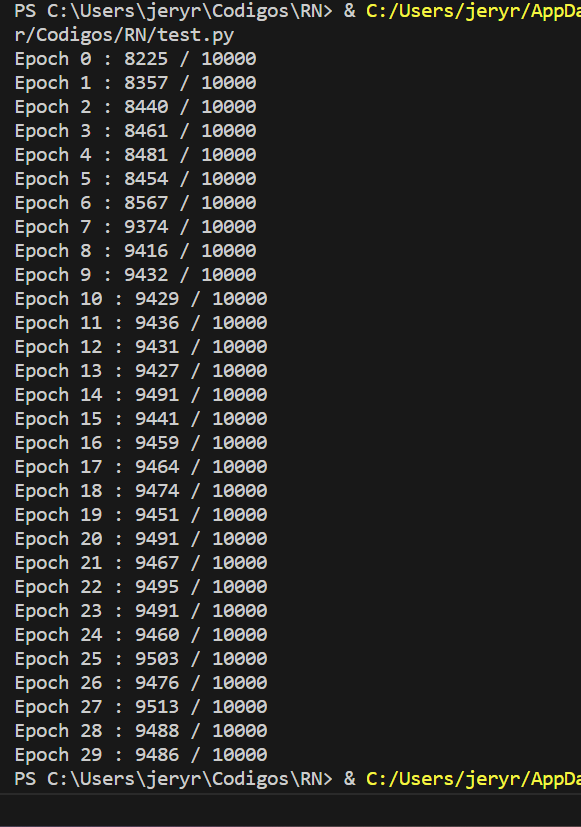 PS C:\Users\jeryr\Codigos\RN> & C:/Users/jeryr/AppDa
r/Codigos/RN/test.py
Epoch 0 : 8225 / 10000
Epoch 1 : 8357 / 10000
Epoch 2 : 8440 / 10000
Epoch 3 : 8461 / 10000
Epoch 4 : 8481 / 10000
Epoch 5 : 8454 / 10000
Epoch 6 : 8567 / 10000
Epoch 7 : 9374 / 10000
Epoch 8 : 9416 / 10000
Epoch 9 : 9432 / 10000
Epoch 10 : 9429 / 10000
Epoch 11 : 9436 / 10000
Epoch 12 : 9431 / 10000
Epoch 13 : 9427 / 10000
Epoch 14 : 9491 / 10000
Epoch 15 : 9441 / 10000
Epoch 16 : 9459 / 10000
Epoch 17 : 9464 / 10000
Epoch 18 : 9474 / 10000
Epoch 19 : 9451 / 10000
Epoch 20 : 9491 / 10000
Epoch 21 : 9467 / 10000
Epoch 22 : 9495 / 10000
Epoch 23 : 9491 / 10000
Epoch 24 : 9460 / 10000
Epoch 25 : 9503 / 10000
Epoch 26 : 9476 / 10000
Epoch 27 : 9513 / 10000
Epoch 28 : 9488 / 10000
Epoch 29 : 9486 / 10000
PS C:\Users\jeryr\Codigos\RN> & C:/Users/jeryr/AppDa